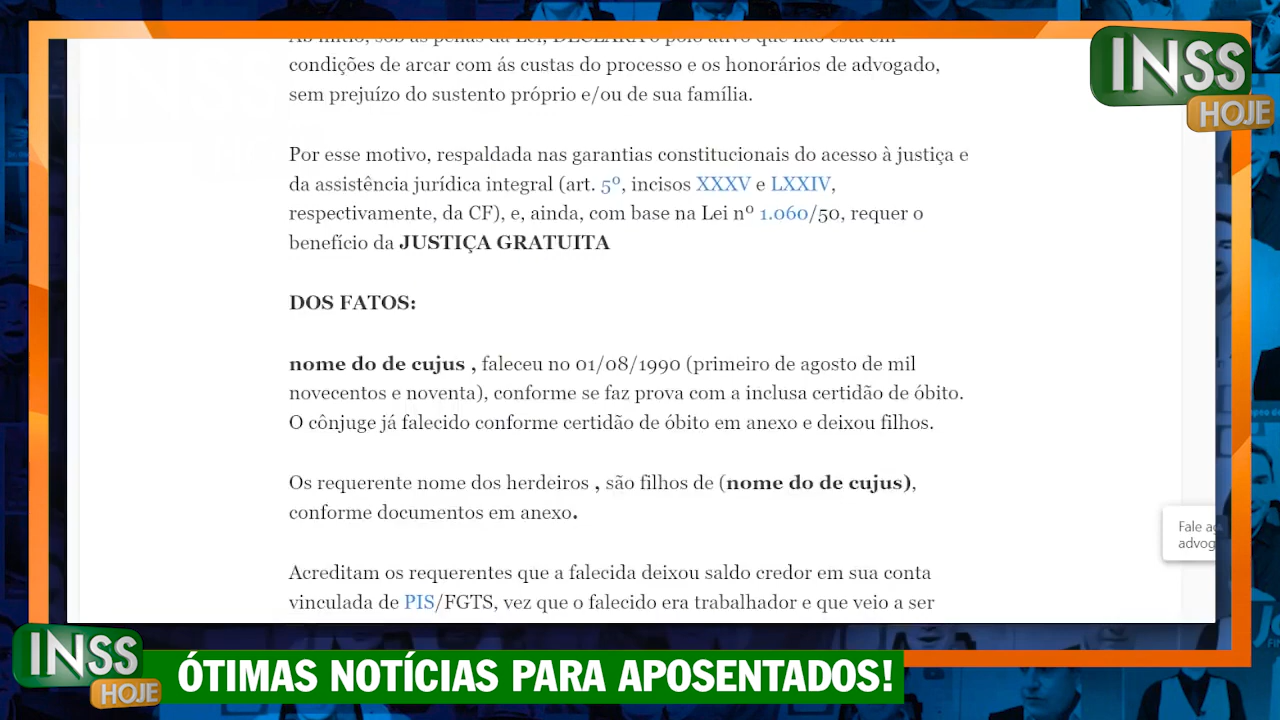 INSS
HOJE
condições de arcar com ás custas do processo e os honorários de advogado,
sem prejuízo do sustento próprio e/ou de sua família.
Por esse motivo, respaldada nas garantias constitucionais do acesso à justiça e
da assistência jurídica integral (art. 5º, incisos XXXV e LXXIV,
respectivamente, da CF), e, ainda, com base na Lei nº 1.060/50, requer o
benefício da JUSTIÇA GRATUITA
DOS FATOS:
nome do de cujus , faleceu no 01/08/1990 (primeiro de agosto de mil
novecentos e noventa), conforme se faz prova com a inclusa certidão de óbito.
O cônjuge já falecido conforme certidão de óbito em anexo e deixou filhos.
Os requerente nome dos herdeiros , são filhos de (nome do de cujus),
conforme documentos em anexo.
Fale
advog
Acreditam os requerentes que a falecida deixou saldo credor em sua conta
vinculada de PIS/FGTS, vez que o falecido era trabalhador e que veio a ser
INSS
HOJE
ÓTIMAS NOTÍCIAS PARA APOSENTADOS!